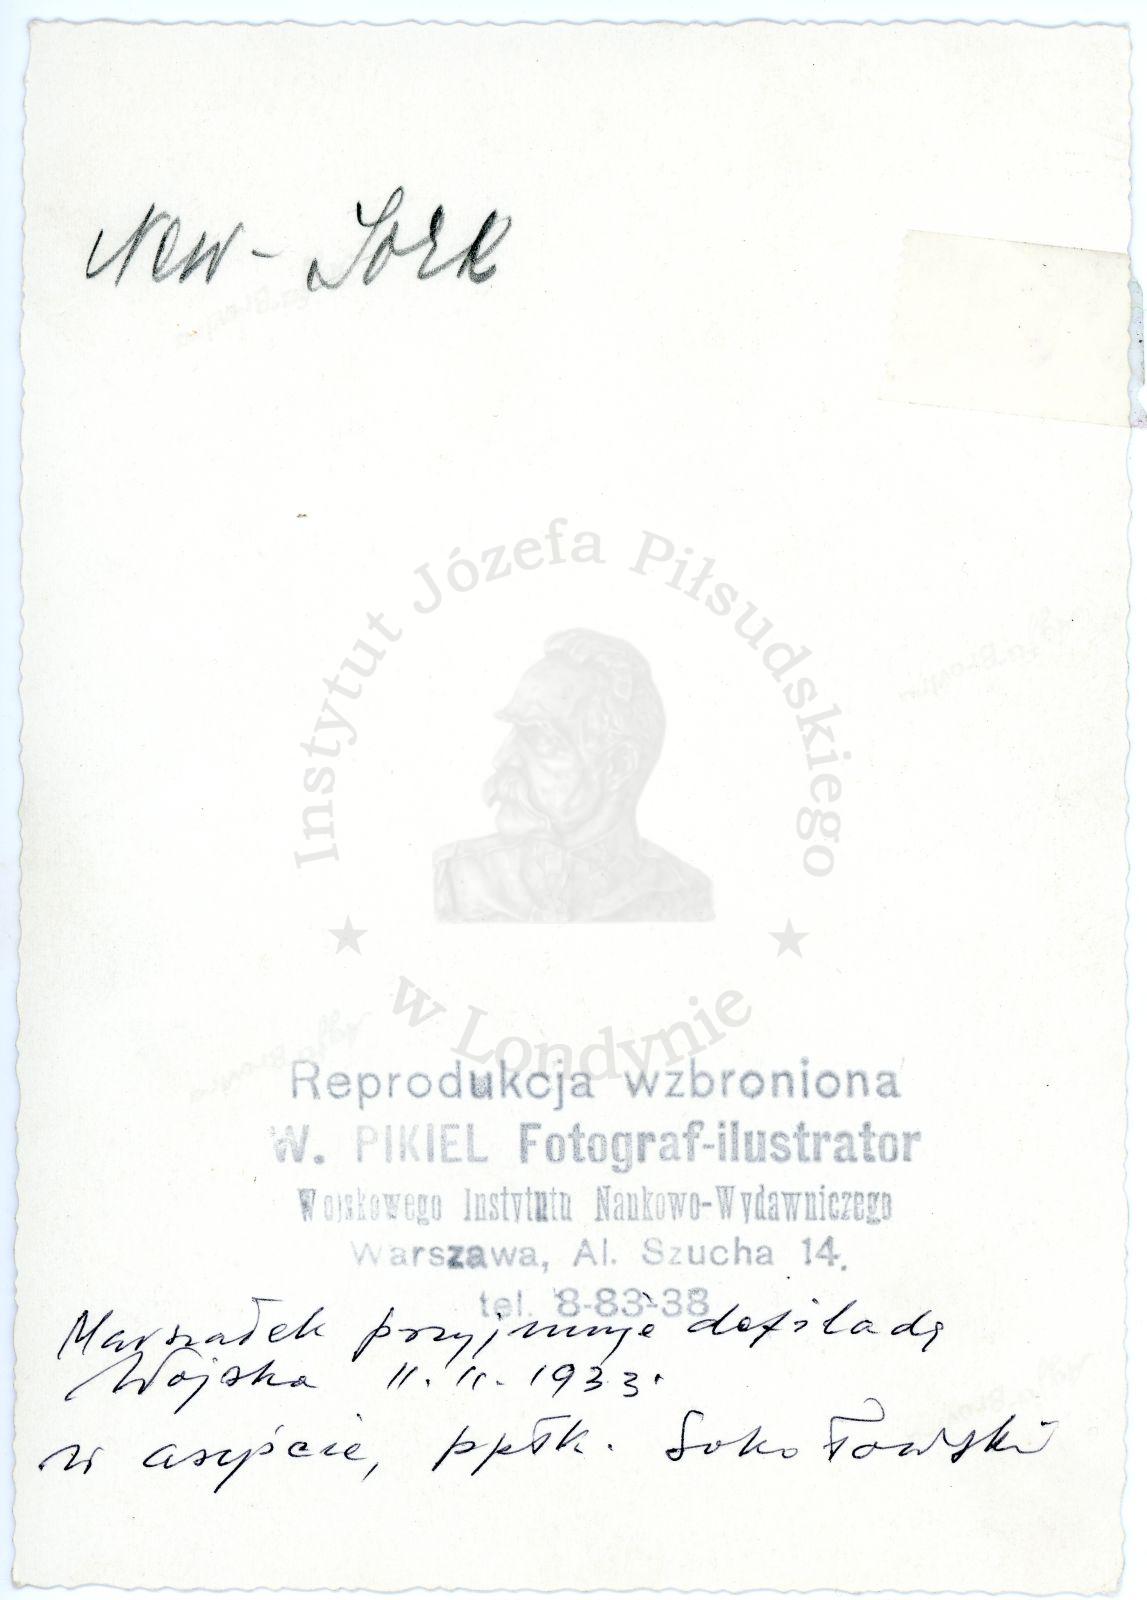 New-York
Instytut Józefa Piłsudskiego
w Londynie
Reprodukcja wzbroniona
W. PIKIEL Fotograf-ilustrator
Wojskowego Instytutu Naukowo-Wydawniczego
Warszawa, Al. Szucha 14.
tel. 8-83-38
Marszałek przyjmuje defiladę
Wojska 11. 11. 1933.
w asyście, ppłk. Sokołowski